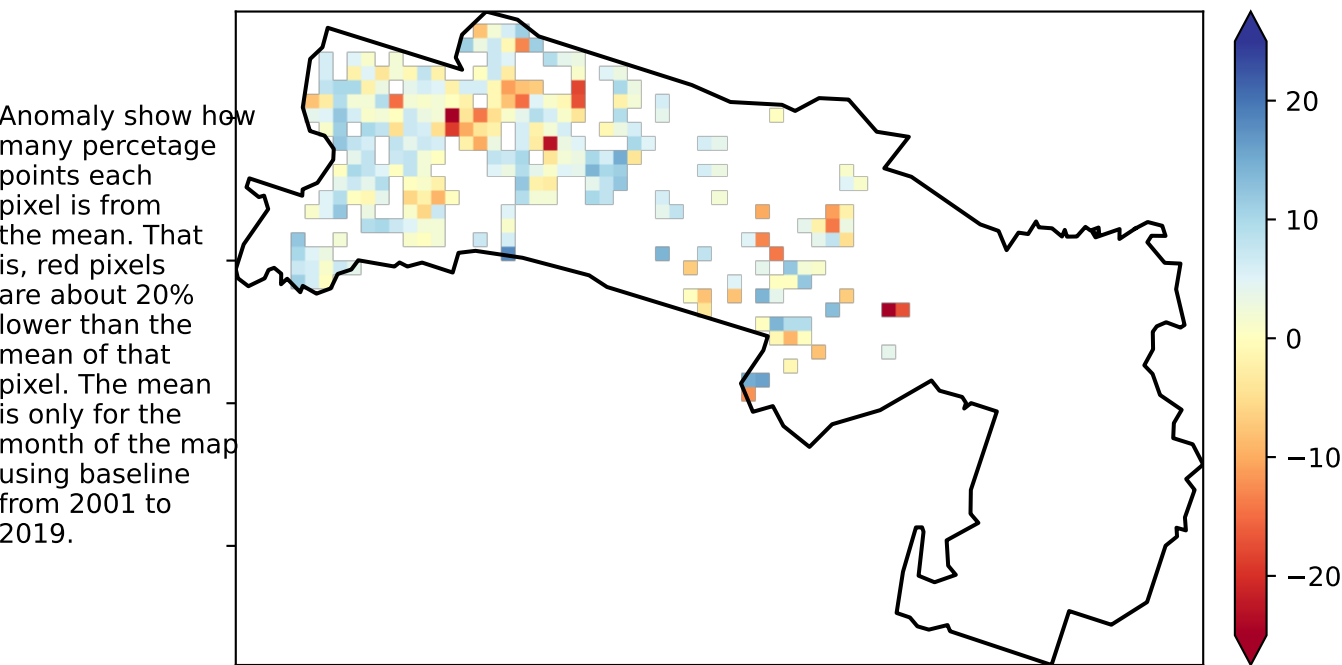 Anomaly show how
many percetage
points each
pixel is from
the mean. That
is, red pixels
are about 20%
lower than the
mean of that
pixel. The mean
is only for the
month of the map
using baseline
from 2001 to
2019.
20
10
0
−10
−20